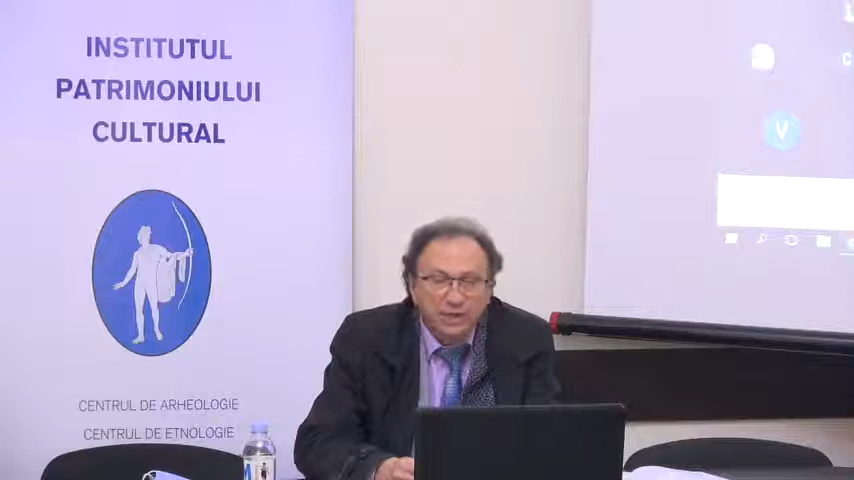 INSTITUTUL
PATRIMONIULUI
CULTURAL
V
CENTRUL DE ARHEOLOGIE
CENTRUL DE ETNOLOGIE